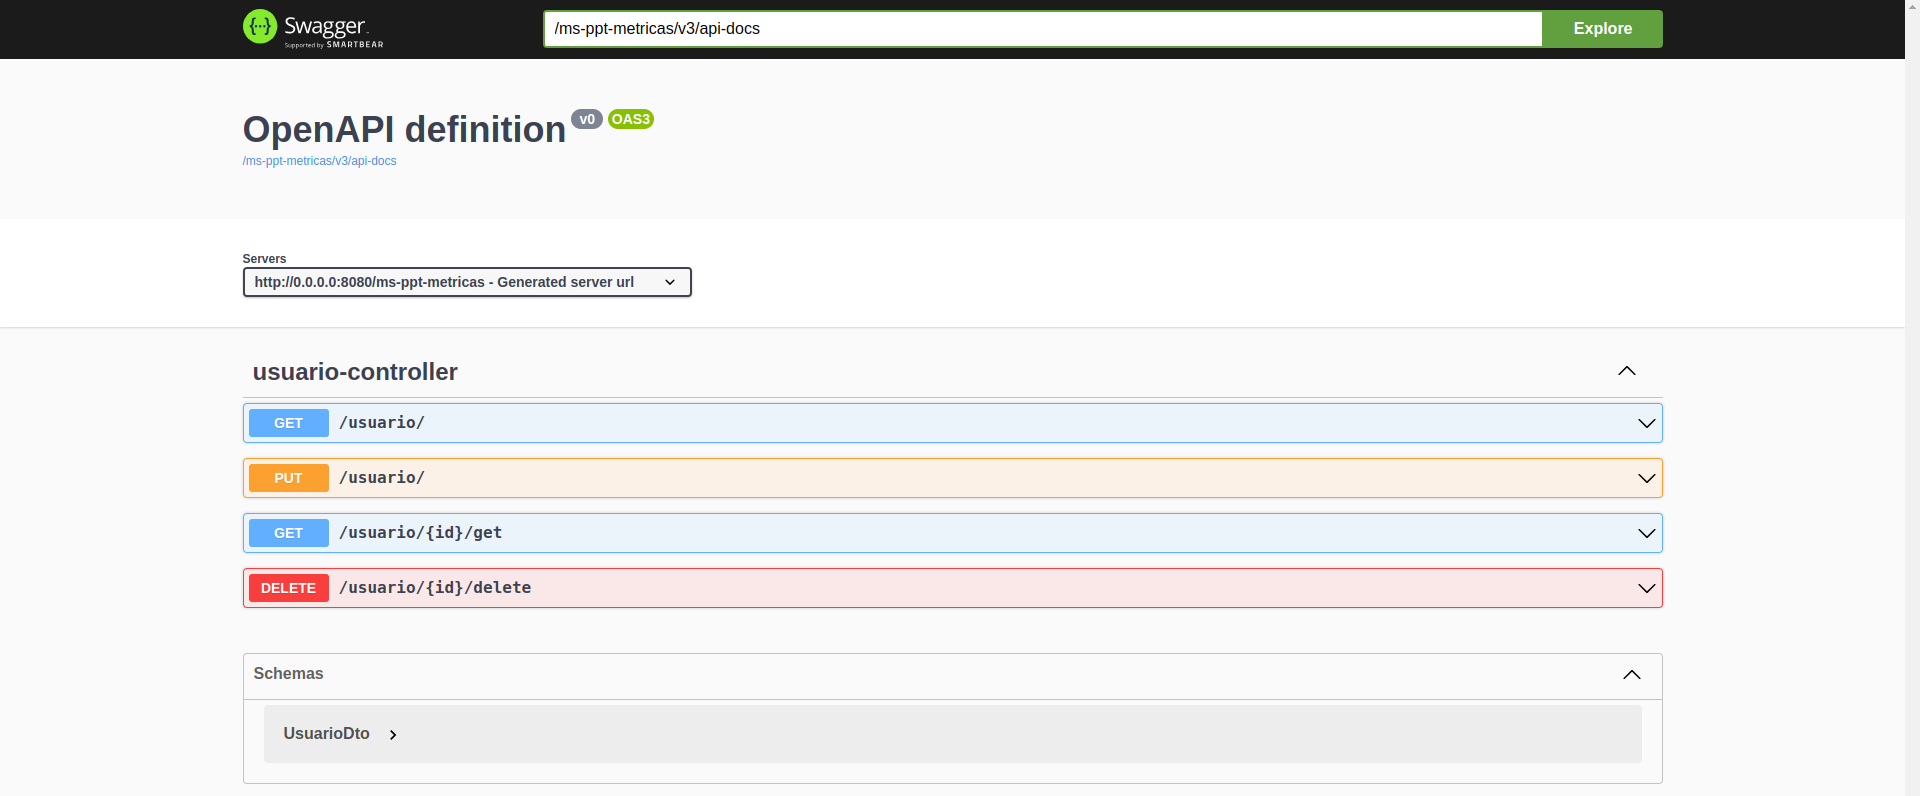 Swagger
Supported by SMARTBEAR
/ms-ppt-metricas/v3/api-docs
Explore
OpenAPI definition v0 OAS3
/ms-ppt-metricas/v3/api-docs
Servers
http://0.0.0.0:8080/ms-ppt-metricas - Generated server url
usuario-controller
GET /usuario/
PUT /usuario/
GET /usuario/{id}/get
DELETE /usuario/{id}/delete
Schemas
UsuarioDto